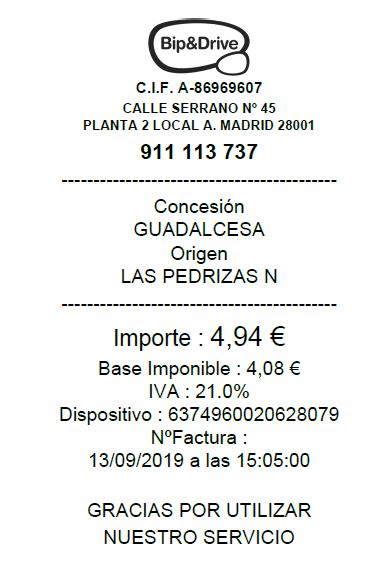 Bip&Drive
C.I.F. A-86969607
CALLE SERRANO Nº 45
PLANTA 2 LOCAL A. MADRID 28001
911 113 737
-------------------------------------------
Concesión
GUADALCESA
Origen
LAS PEDRIZAS N
-------------------------------------------
Importe : 4,94 €
Base Imponible : 4,08 €
IVA : 21.0%
Dispositivo : 6374960020628079
NºFactura :
13/09/2019 a las 15:05:00
GRACIAS POR UTILIZAR
NUESTRO SERVICIO